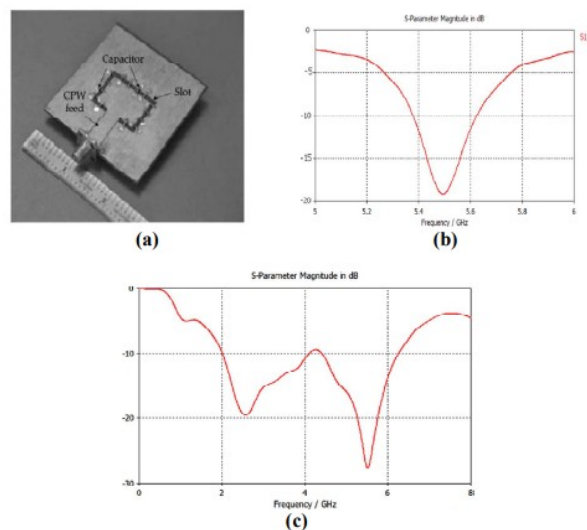 Capacitor
CPW
feed
Slot
(a)
S-Parameter Magnitude in dB
S1
0
-5
-10
-15
-20
5
5.2
5.4
5.6
5.8
6
Frequency / GHz
(b)
S-Parameter Magnitude in dB
0
-10
-20
-30
0
2
4
6
8
Frequency / GHz
(c)